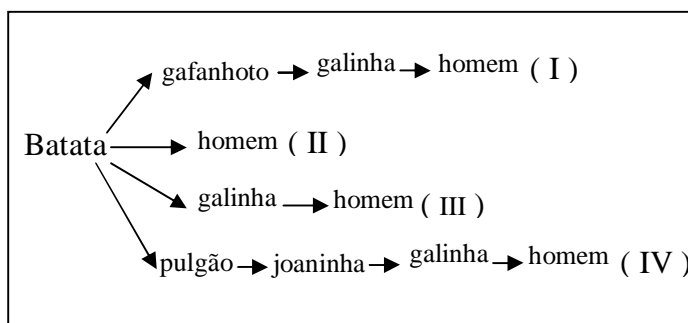 gafanhoto galinha homem ( I )
Batata homem ( II )
galinha homem ( III )
pulgão joaninha galinha homem ( IV )